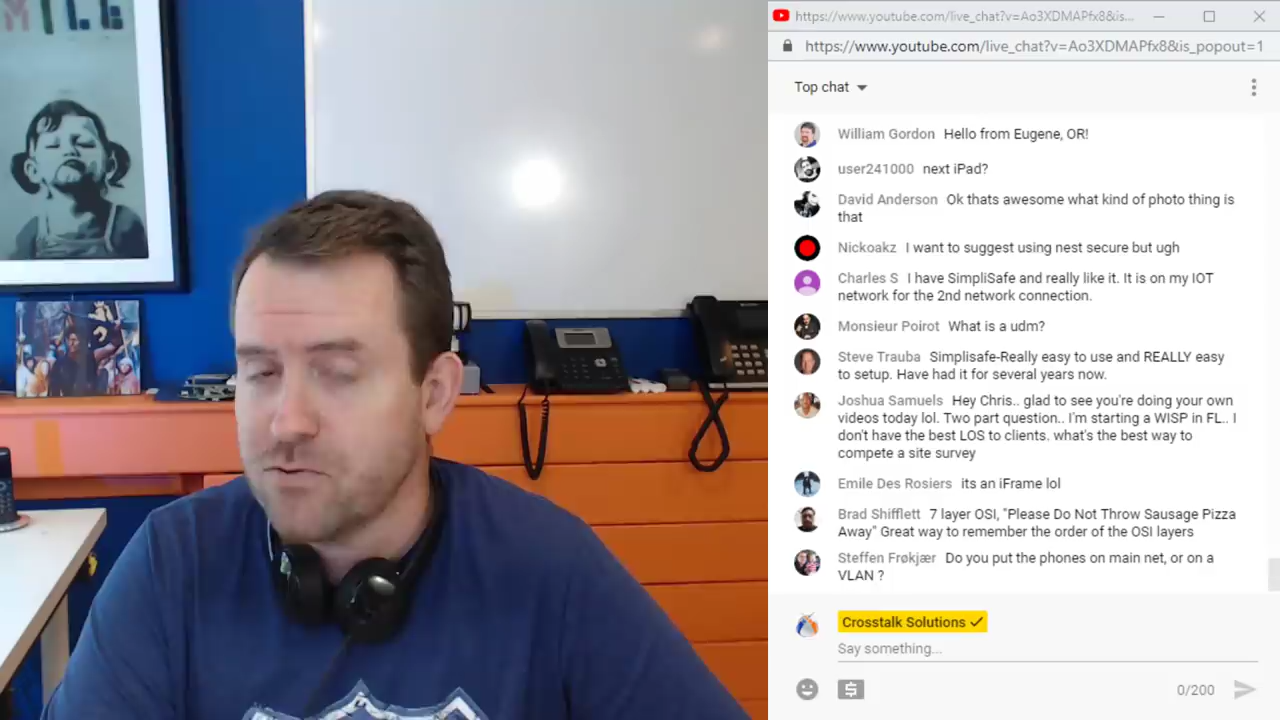 https://www.youtube.com/live_chat?v=Ao3XDMAPfx8&is...
https://www.youtube.com/live_chat?v=Ao3XDMAPfx8&is_popout=1
Top chat
William Gordon Hello from Eugene, OR!
user241000 next iPad?
David Anderson Ok thats awesome what kind of photo thing is
that
Nickoakz I want to suggest using nest secure but ugh
Charles S I have SimpliSafe and really like it. It is on my IOT
network for the 2nd network connection.
Monsieur Poirot What is a udm?
Steve Trauba Simplisafe-Really easy to use and REALLY easy
to setup. Have had it for several years now.
Joshua Samuels Hey Chris.. glad to see you're doing your own
videos today lol. Two part question.. I'm starting a WISP in FL.. I
don't have the best LOS to clients. what's the best way to
compete a site survey
Emile Des Rosiers its an iFrame lol
Brad Shifflett 7 layer OSI, "Please Do Not Throw Sausage Pizza
Away" Great way to remember the order of the OSI layers
Steffen Frøkjær Do you put the phones on main net, or on a
VLAN ?
Crosstalk Solutions
Say something...
0/200